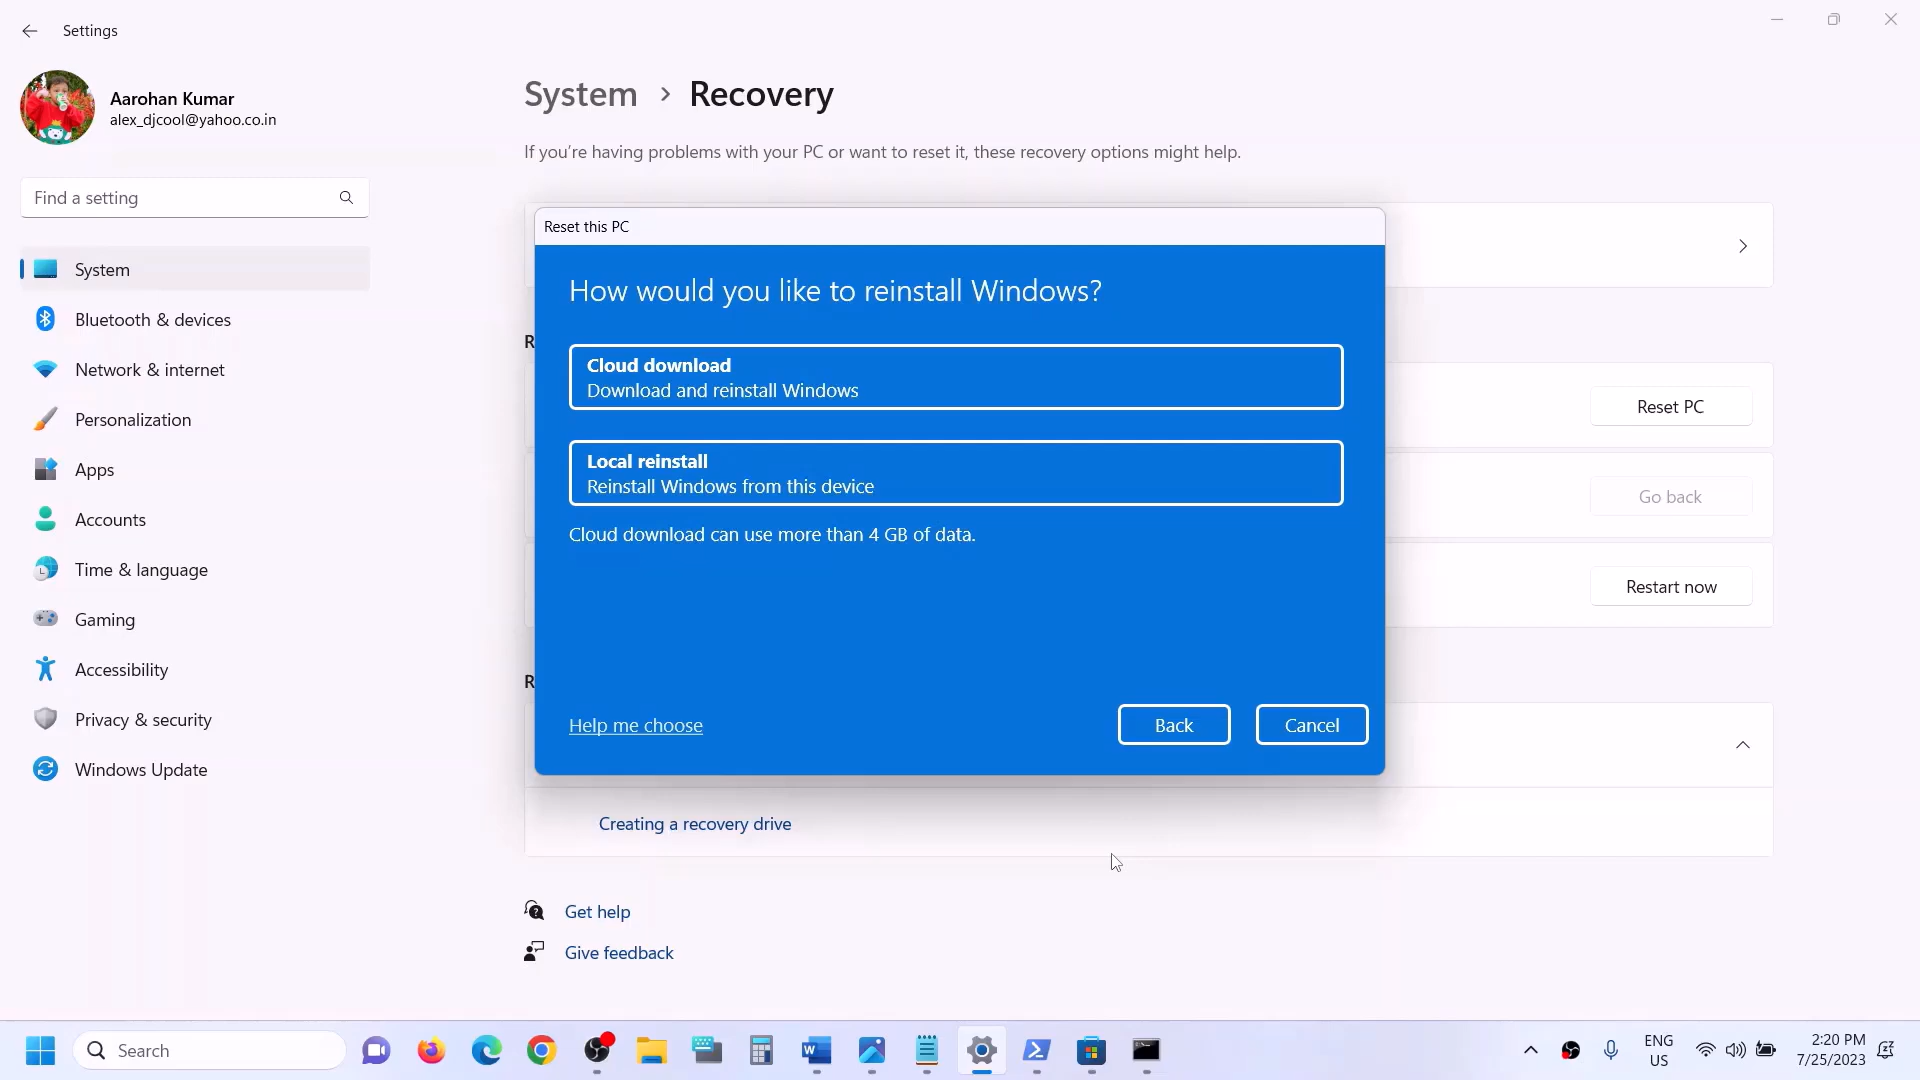 Settings
Aarohan Kumar
alex_djcool@yahoo.co.in
Find a setting
System
Bluetooth & devices
Network & internet
Personalization
Apps
Accounts
Time & language
Gaming
Accessibility
Privacy & security
Windows Update
System > Recovery
If you're having problems with your PC or want to reset it, these recovery options might help.
Reset this PC
How would you like to reinstall Windows?
Cloud download
Download and reinstall Windows
Local reinstall
Reinstall Windows from this device
Cloud download can use more than 4 GB of data.
Help me choose
Back
Cancel
R
Reset PC
Go back
Restart now
R
Creating a recovery drive
Get help
Give feedback
Search
ENG
US
2:20 PM
7/25/2023